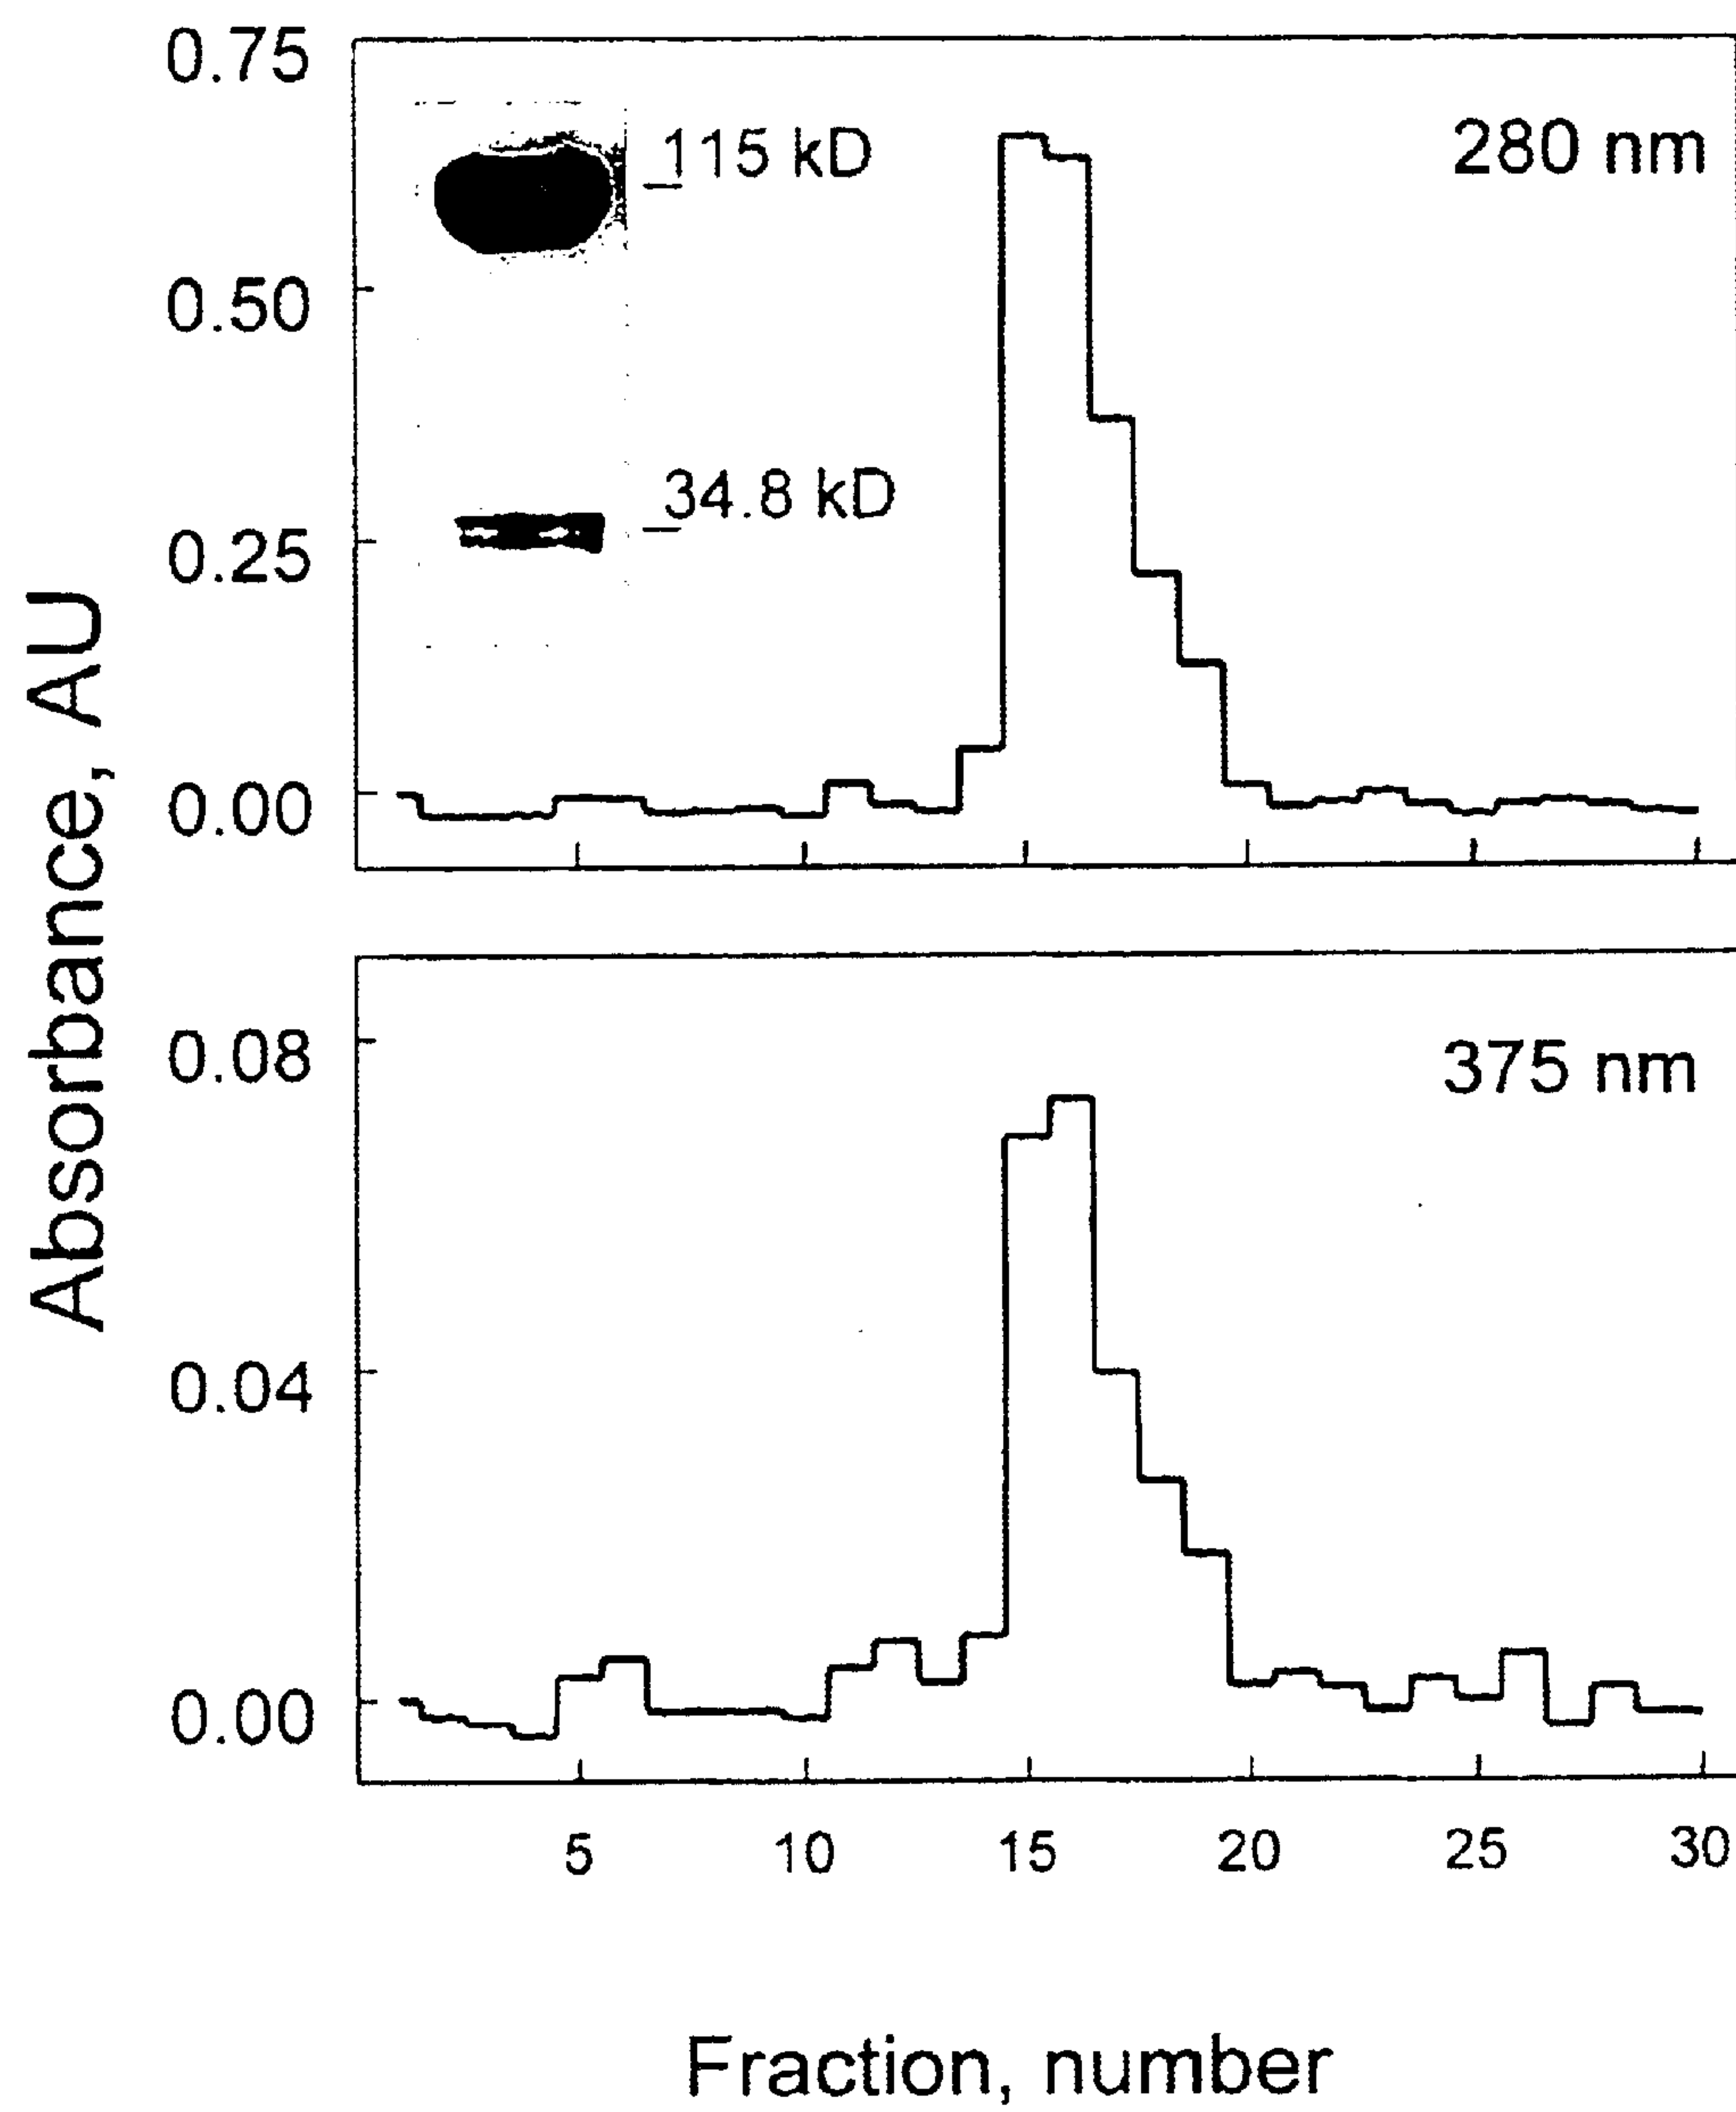 0.75
115 kD
280 nm
0.50
34.8 kD
0.25
0.00
Absorbance, AU
0.08
375 nm
0.04
0.00
5 10 15 20 25 30
Fraction, number